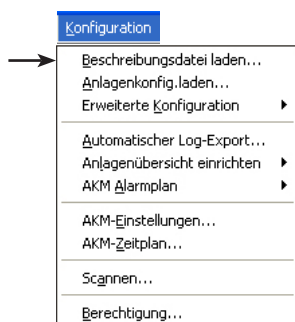 Konfiguration
Beschreibungsdatei laden...
Anlagenkonfig.laden...
Erweiterte Konfiguration
Automatischer Log-Export...
Anlagenübersicht einrichten
AKM Alarmplan
AKM-Einstellungen...
AKM-Zeitplan...
Scannen...
Berechtigung...